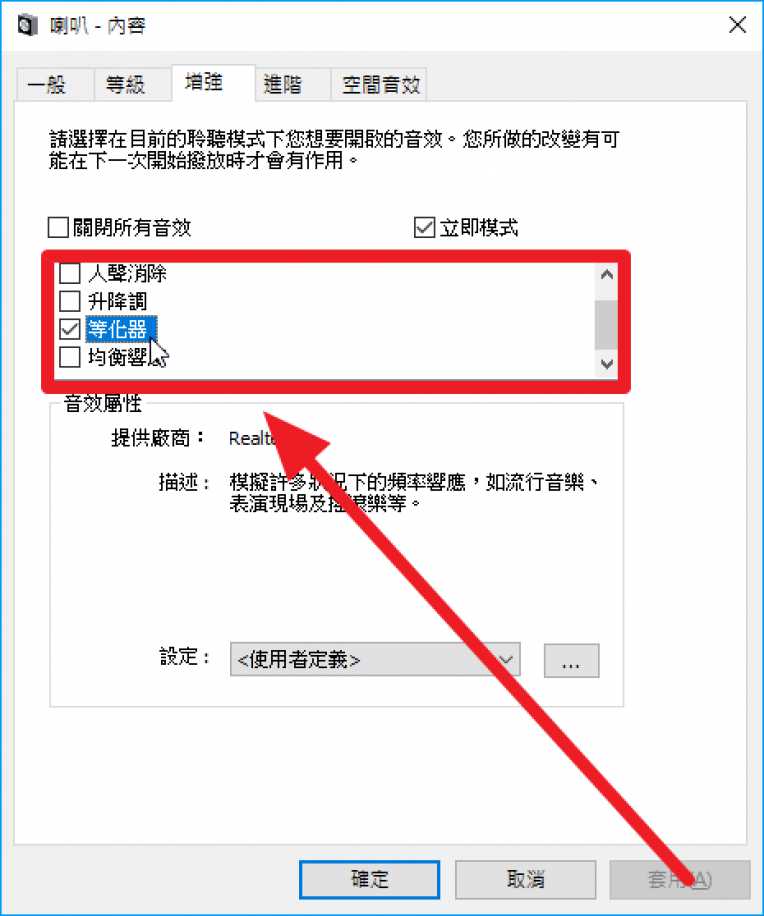 喇叭 - 內容
一般
等級
增強
進階
空間音效
請選擇在目前的聆聽模式下您想要開啟的音效。您所做的改變有可
能在下一次開始撥放時才會有作用。
關閉所有音效
立即模式
人聲消除
升降調
等化器
均衡響
音效屬性
提供廠商：
描述：
模擬許多狀況下的頻率響應，如流行音樂、
表演現場及搖滾樂等。
設定：
<使用者定義>
...
確定
取消
套用(A)